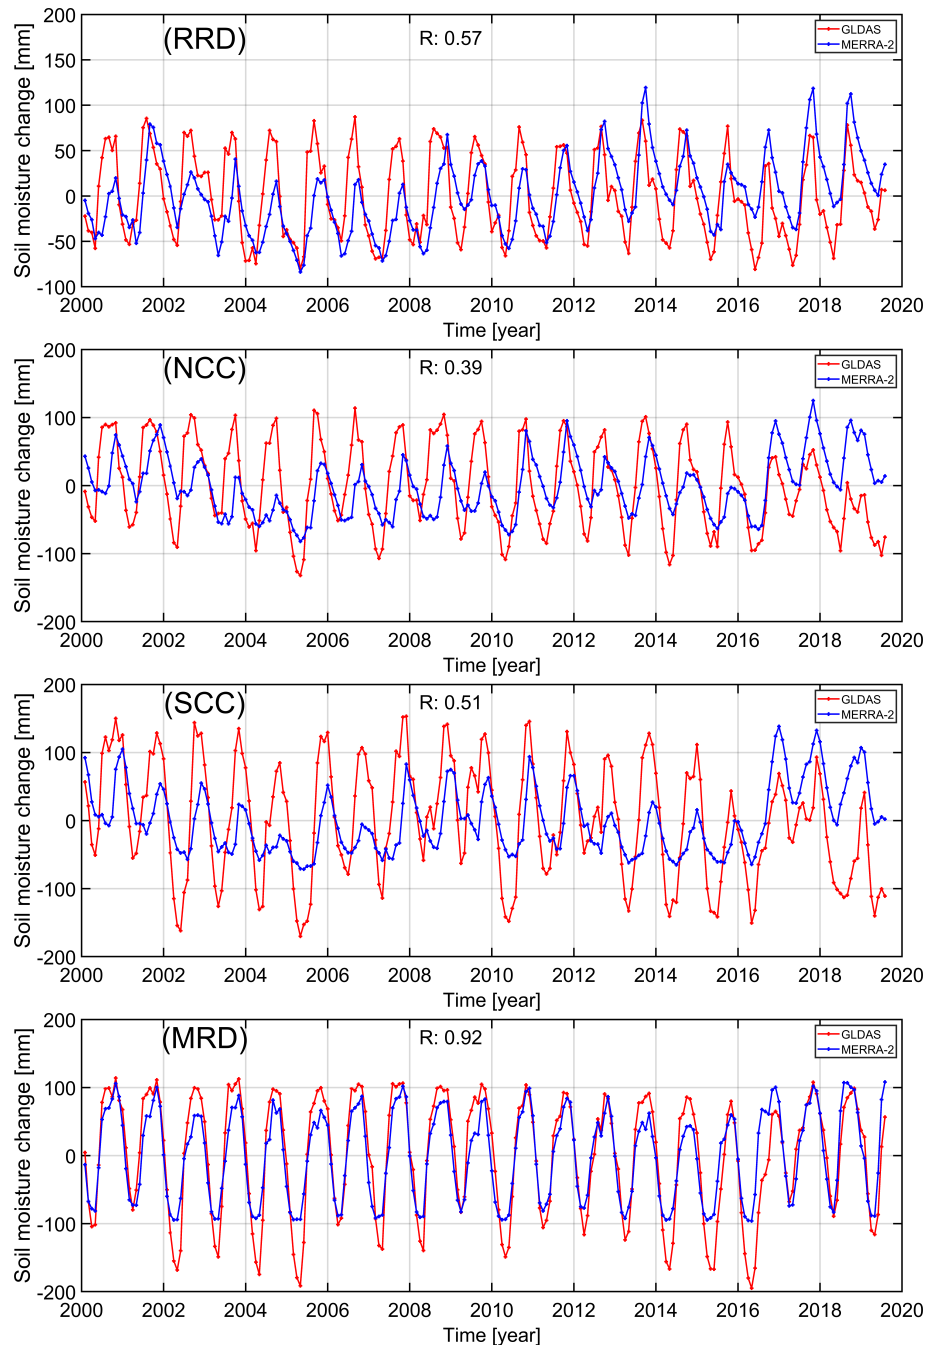 (RRD)
R: 0.57
GLDAS
MERRA-2
Soil moisture change [mm]
200
150
100
50
0
-50
-100
2000 2002 2004 2006 2008 2010 2012 2014 2016 2018 2020
Time [year]
(NCC)
R: 0.39
GLDAS
MERRA-2
Soil moisture change [mm]
200
100
0
-100
-200
2000 2002 2004 2006 2008 2010 2012 2014 2016 2018 2020
Time [year]
(SCC)
R: 0.51
GLDAS
MERRA-2
Soil moisture change [mm]
200
100
0
-100
-200
2000 2002 2004 2006 2008 2010 2012 2014 2016 2018 2020
Time [year]
(MRD)
R: 0.92
GLDAS
MERRA-2
Soil moisture change [mm]
200
100
0
-100
-200
2000 2002 2004 2006 2008 2010 2012 2014 2016 2018 2020
Time [year]